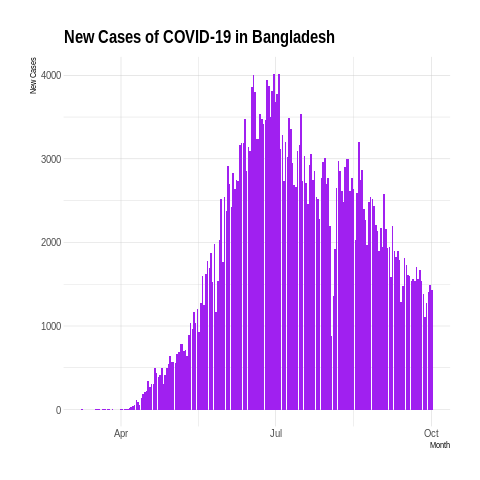 New Cases of COVID-19 in Bangladesh
New Cases
4000
3000
2000
1000
0
Apr
Jul
Oct
Month